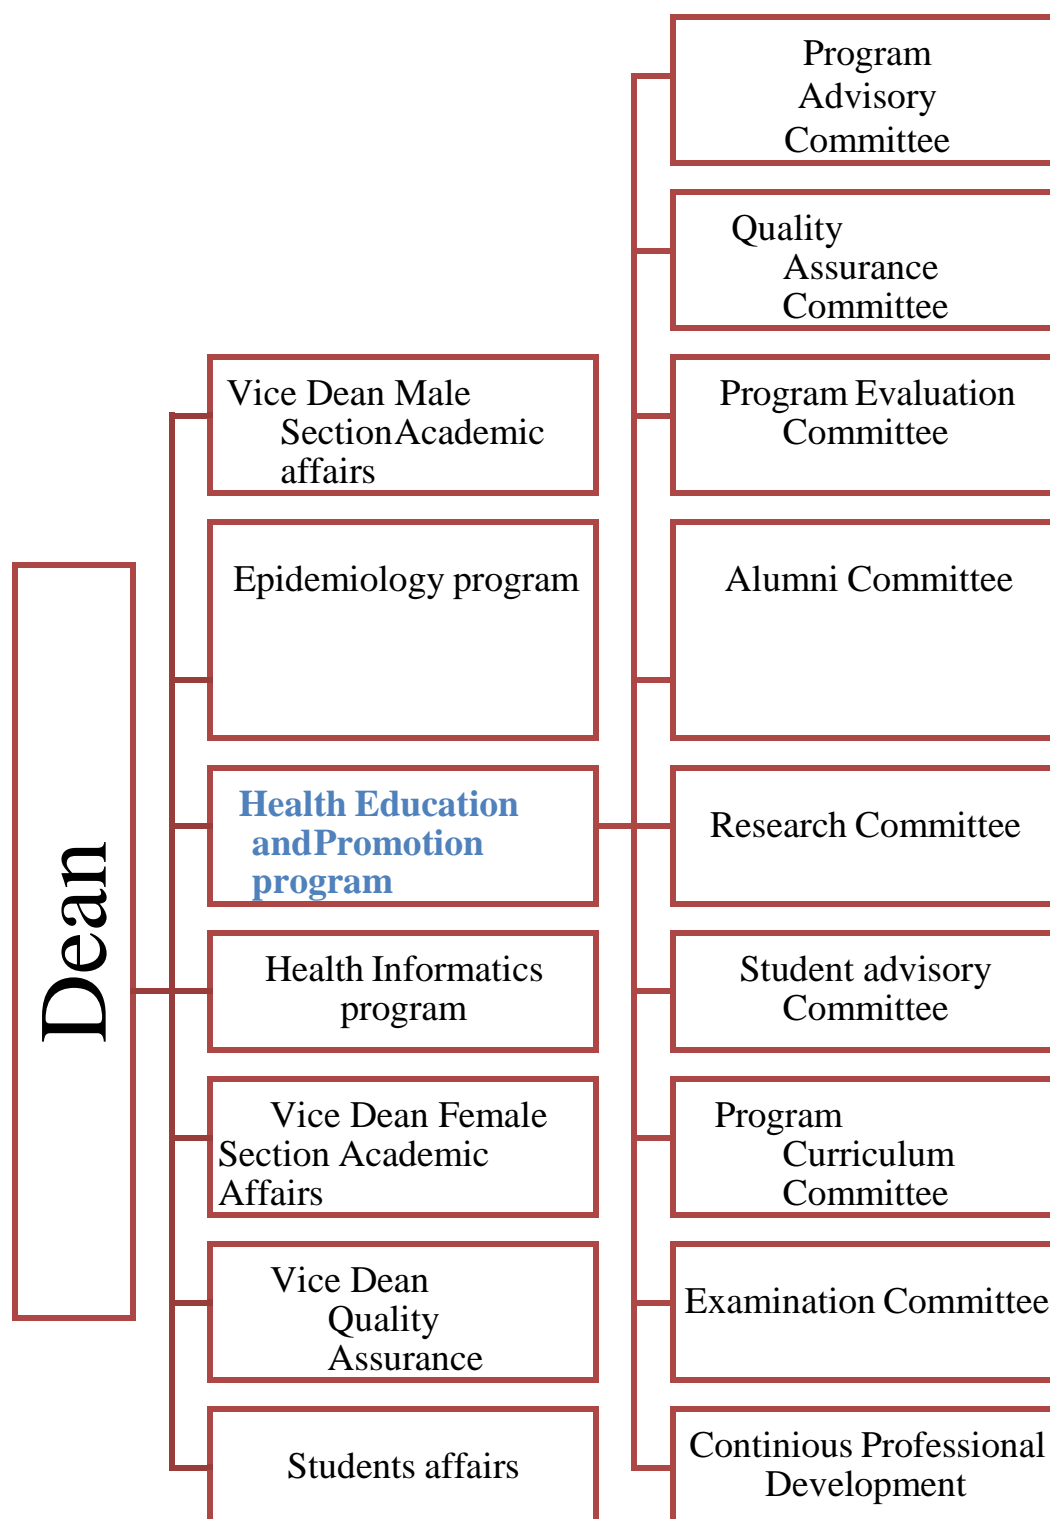 Dean
Vice Dean Male
Section Academic
affairs
Epidemiology program
Health Education
and Promotion
program
Health Informatics
program
Vice Dean Female
Section Academic
Affairs
Vice Dean
Quality
Assurance
Students affairs
Program
Advisory
Committee
Quality
Assurance
Committee
Program Evaluation
Committee
Alumni Committee
Research Committee
Student advisory
Committee
Program
Curriculum
Committee
Examination Committee
Continious Professional
Development